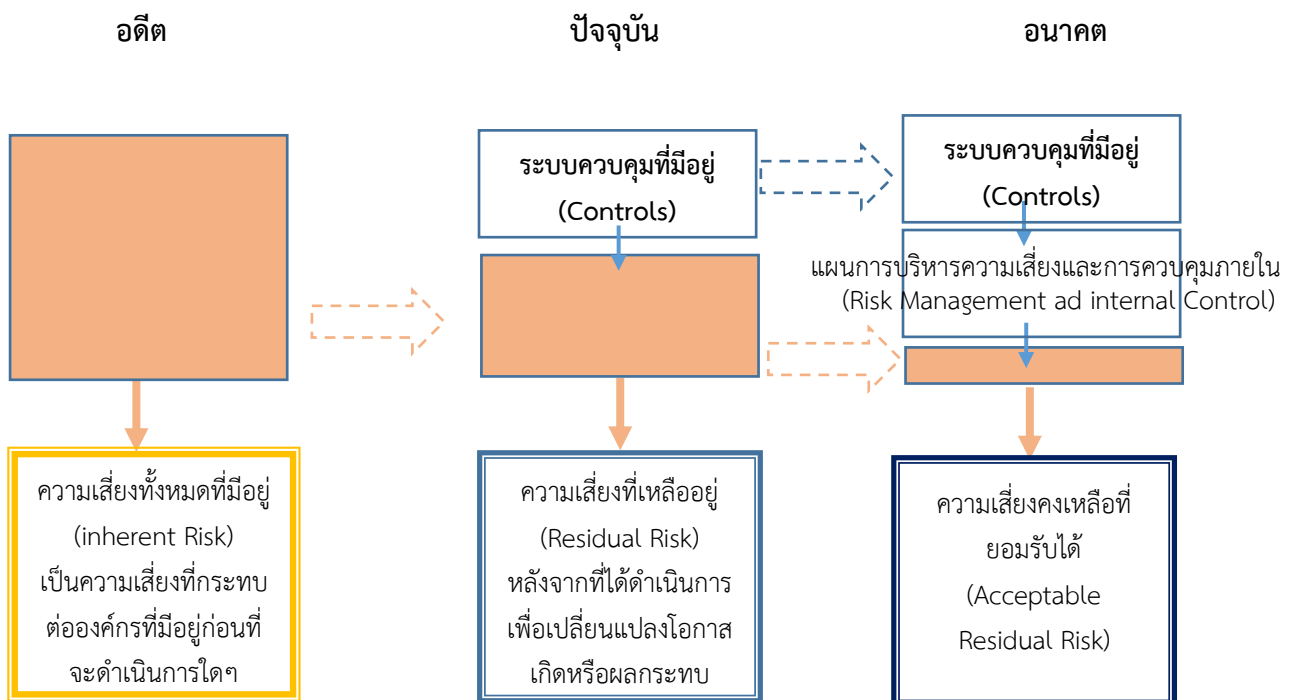 อดีต
ปัจจุบัน
อนาคต
ระบบควบคุมที่มีอยู่
(Controls)
ระบบควบคุมที่มีอยู่
(Controls)
แผนการบริหารความเสี่ยงและการควบคุมภายใน
(Risk Management ad internal Control)
ความเสี่ยงทั้งหมดที่มีอยู่
(inherent Risk)
เป็นความเสี่ยงที่กระทบ
ต่อองค์กรที่มีอยู่ก่อนที่
จะดำเนินการใดๆ
ความเสี่ยงที่เหลืออยู่
(Residual Risk)
หลังจากที่ได้ดำเนินการ
เพื่อเปลี่ยนแปลงโอกาส
เกิดหรือผลกระทบ
ความเสี่ยงคงเหลือที่
ยอมรับได้
(Acceptable
Residual Risk)